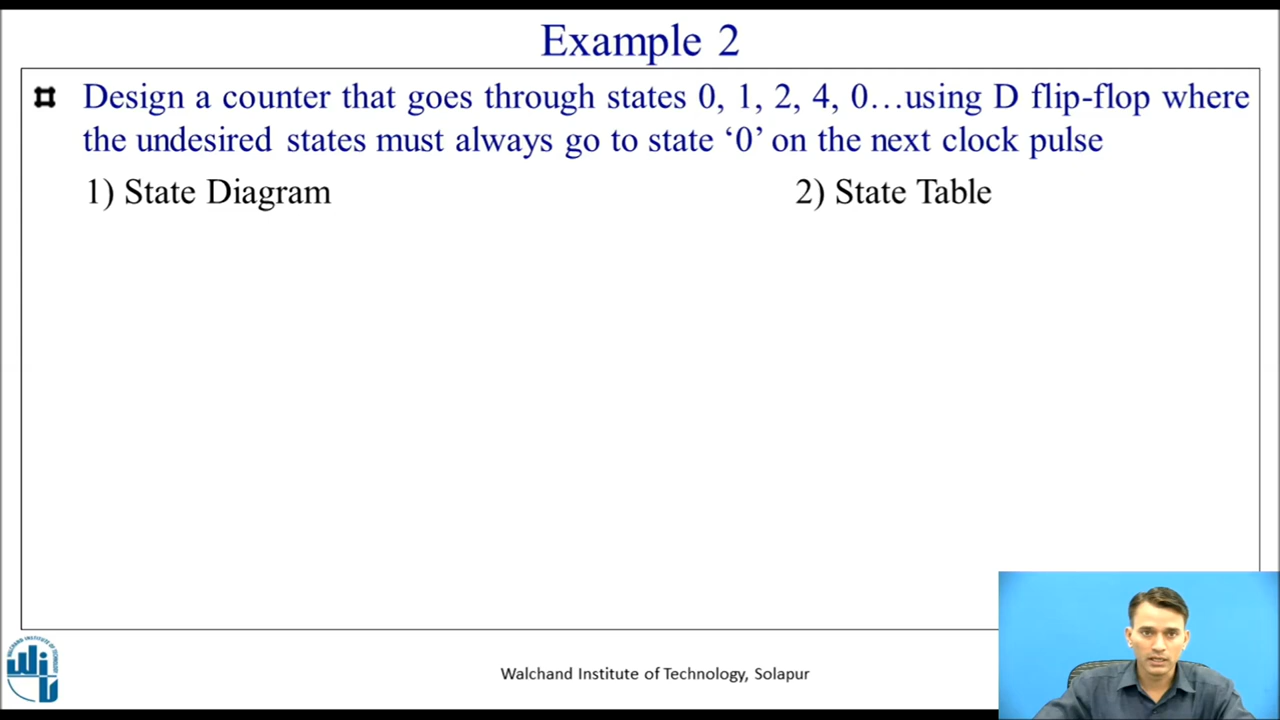 Example 2
Design a counter that goes through states 0, 1, 2, 4, 0…using D flip-flop where
the undesired states must always go to state ‘0’ on the next clock pulse
1) State Diagram
2) State Table
Walchand Institute of Technology, Solapur